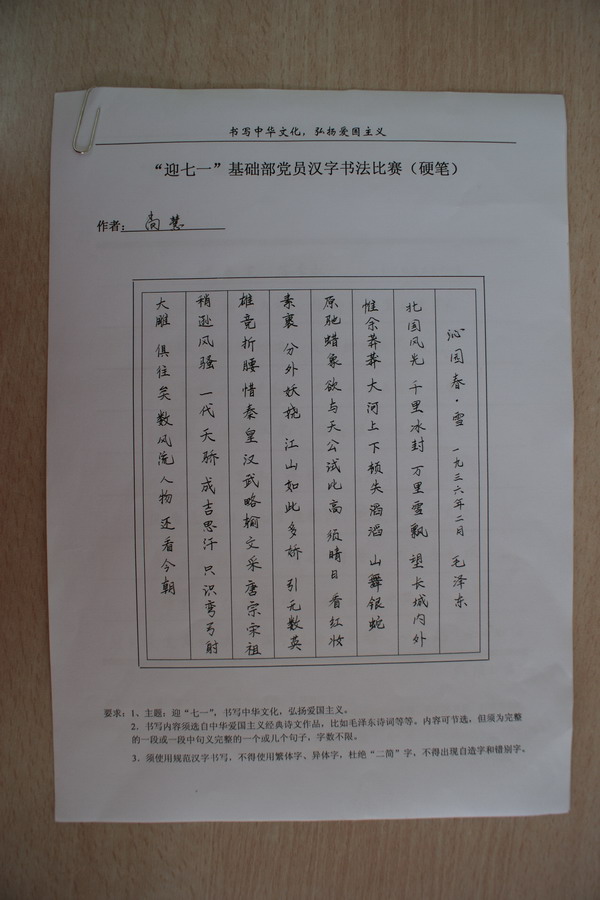 书写中华文化，弘扬爱国主义
“迎七一”基础部党员汉字书法比赛（硬笔）
作者：高慧
沁园春·雪 一九三六年二月 毛泽东
北国风光 千里冰封 万里雪飘 望长城内外
惟余莽莽 大河上下 顿失滔滔 山舞银蛇
原驰蜡象 欲与天公试比高 须晴日 看红妆
素裹 分外妖娆 江山如此多娇 引无数英
雄竞折腰 惜秦皇汉武 略输文采 唐宗宋祖
稍逊风骚 一代天骄 成吉思汗 只识弯弓射
大雕 俱往矣 数风流人物 还看今朝
要求：1、主题：迎“七一”，书写中华文化，弘扬爱国主义。
2、书写内容须选自中华爱国主义经典诗文作品，比如毛泽东诗词等等。内容可节选，但须为完整
的一段或一段中句义完整的一个或几个句子，字数不限。
3、须使用规范汉字书写，不得使用繁体字、异体字，杜绝“二简”字，不得出现自造字和错别字。